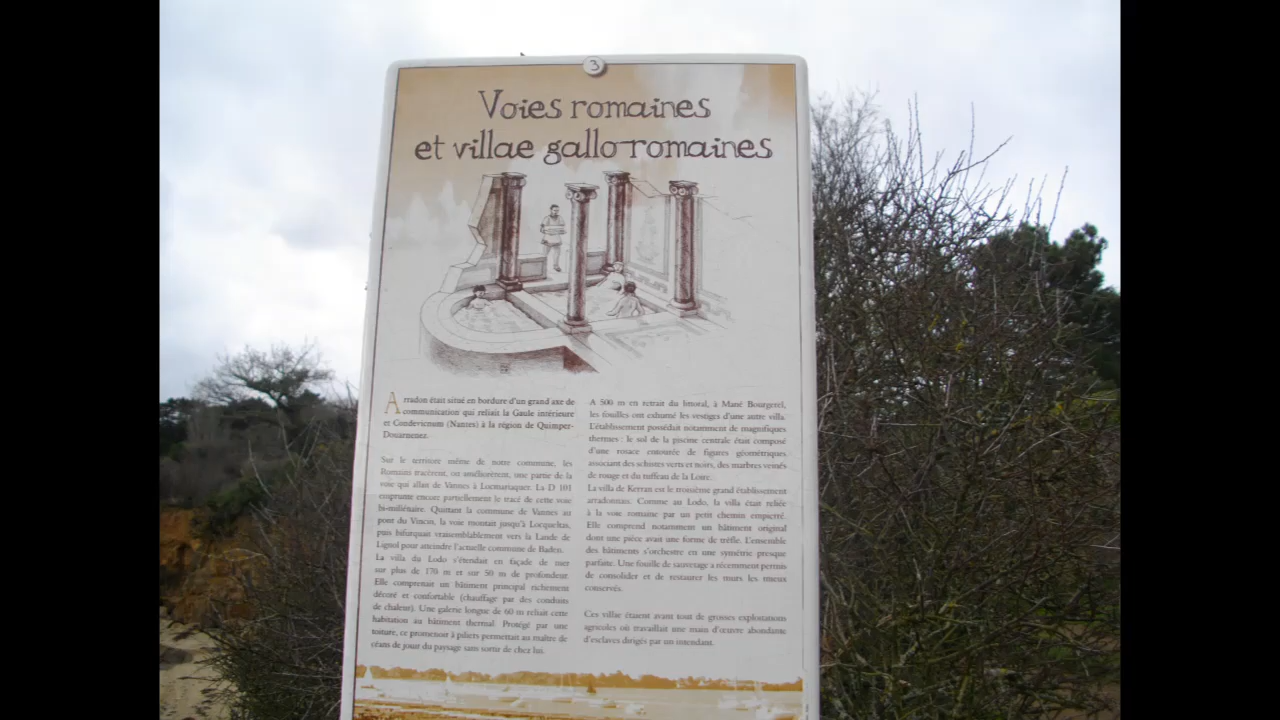 3
Voies romaines
et villae gallo-romaines
Arradon était situé en bordure d'un grand axe de
communication qui reliait la Gaule intérieure
et Condevicnum (Nantes) à la région de Quimper-
Douarnenez.
Sur le territoire même de notre commune, les
Romains tracèrent, ou améliorèrent, une partie de la
voie qui allait de Vannes à Locmariaquer. La D 101
emprunte encore partiellement le tracé de cette voie
bi-millénaire. Quittant la commune de Vannes au
pont du Vincin, la voie montait jusqu'à Locqueltas,
puis bifurquait vraisemblablement vers la Lande de
Lignol pour atteindre l'actuelle commune de Baden.
La villa du Lodo s'étendait en façade de mer
sur plus de 170 m et sur 50 m de profondeur.
Elle comprenait un bâtiment principal richement
décoré et confortable (chauffage par des conduits
de chaleur). Une galerie longue de 60 m reliait cette
habitation au bâtiment thermal. Protégé par une
toiture, ce promenoir à piliers permettait au maître de
céans de jouir du paysage sans sortir de chez lui.
A 500 m en retrait du littoral, à Mané Bourgerel,
les fouilles ont exhumé les vestiges d'une autre villa.
L'établissement possédait notamment de magnifiques
thermes : le sol de la piscine centrale était composé
d'une rosace entourée de figures géométriques
associant des schistes verts et noirs, des marbres veinés
de rouge et du tuffeau de la Loire.
La villa de Kerran est le troisième grand établissement
arradonnais. Comme au Lodo, la villa était reliée
à la voie romaine par un petit chemin empierré.
Elle comprend notamment un bâtiment original
dont une pièce avait une forme de trèfle. L'ensemble
des bâtiments s'orchestre en une symétrie presque
parfaite. Une fouille de sauvetage a récemment permis
de consolider et de restaurer les murs les mieux
conservés.
Ces villae étaient avant tout de grosses exploitations
agricoles où travaillait une main d'œuvre abondante
d'esclaves dirigés par un intendant.